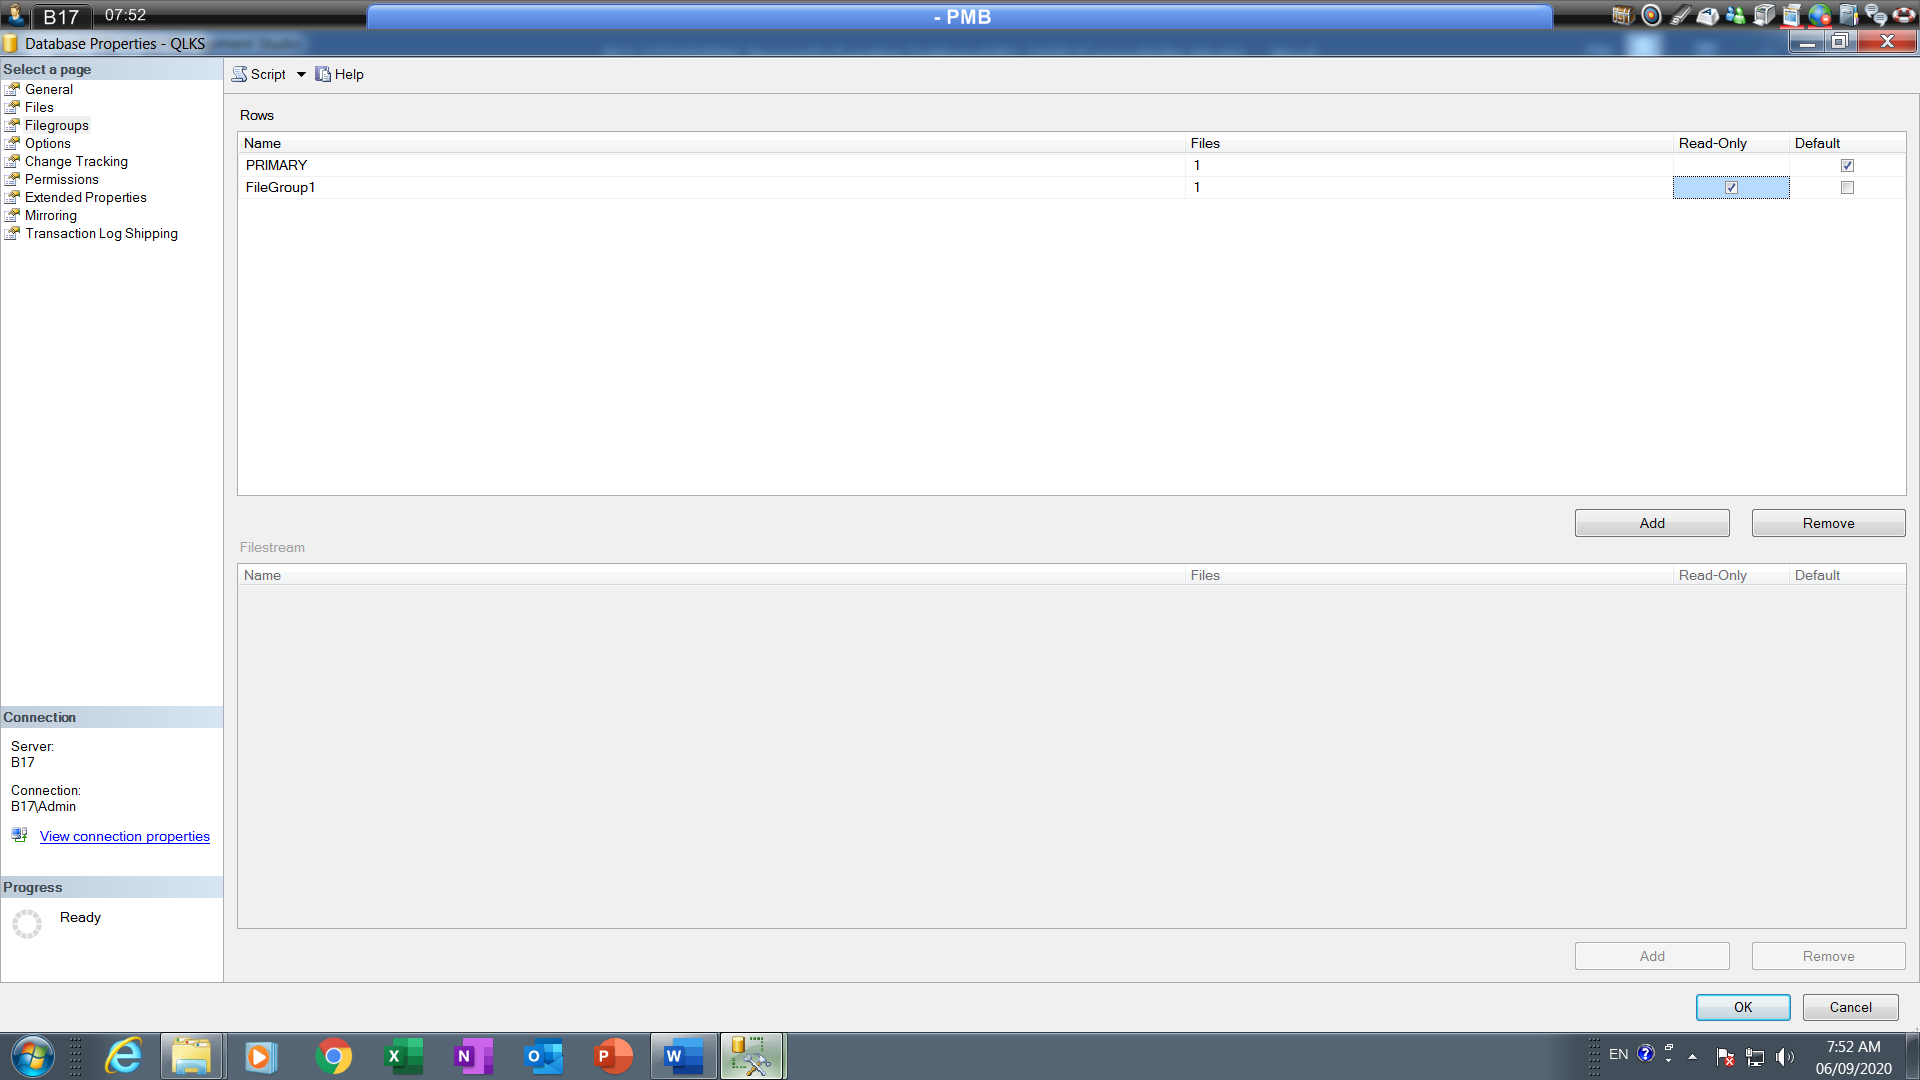 B17 07:52 - PMB
Database Properties - QLKS
Select a page
General
Files
Filegroups
Options
Change Tracking
Permissions
Extended Properties
Mirroring
Transaction Log Shipping
Connection
Server:
B17
Connection:
B17\Admin
View connection properties
Progress
Ready
Script Help
Rows
Name Files Read-Only Default
PRIMARY 1
FileGroup1 1
Add Remove
Filestream
Name Files Read-Only Default
Add Remove
OK Cancel
EN 7:52 AM
06/09/2020